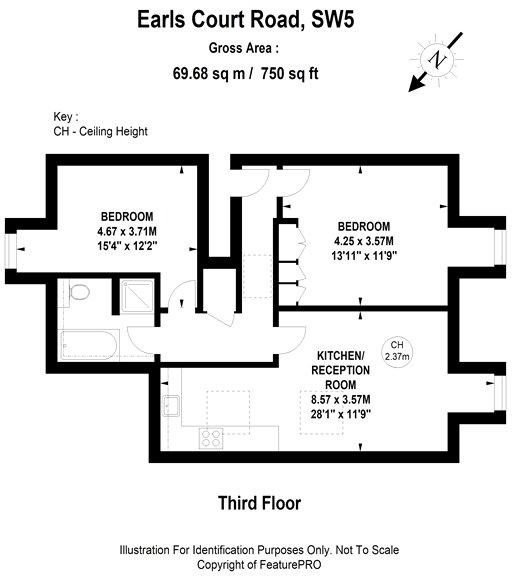 Earls Court Road, SW5
Gross Area :
69.68 sq m / 750 sq ft
N
Key :
CH - Ceiling Height
BEDROOM
4.67 x 3.71M
15'4" x 12'2"
BEDROOM
4.25 x 3.57M
13'11" x 11'9"
CH
2.37m
KITCHEN/
RECEPTION
ROOM
8.57 x 3.57M
28'1" x 11'9"
Third Floor
Illustration For Identification Purposes Only. Not To Scale
Copyright of FeaturePRO